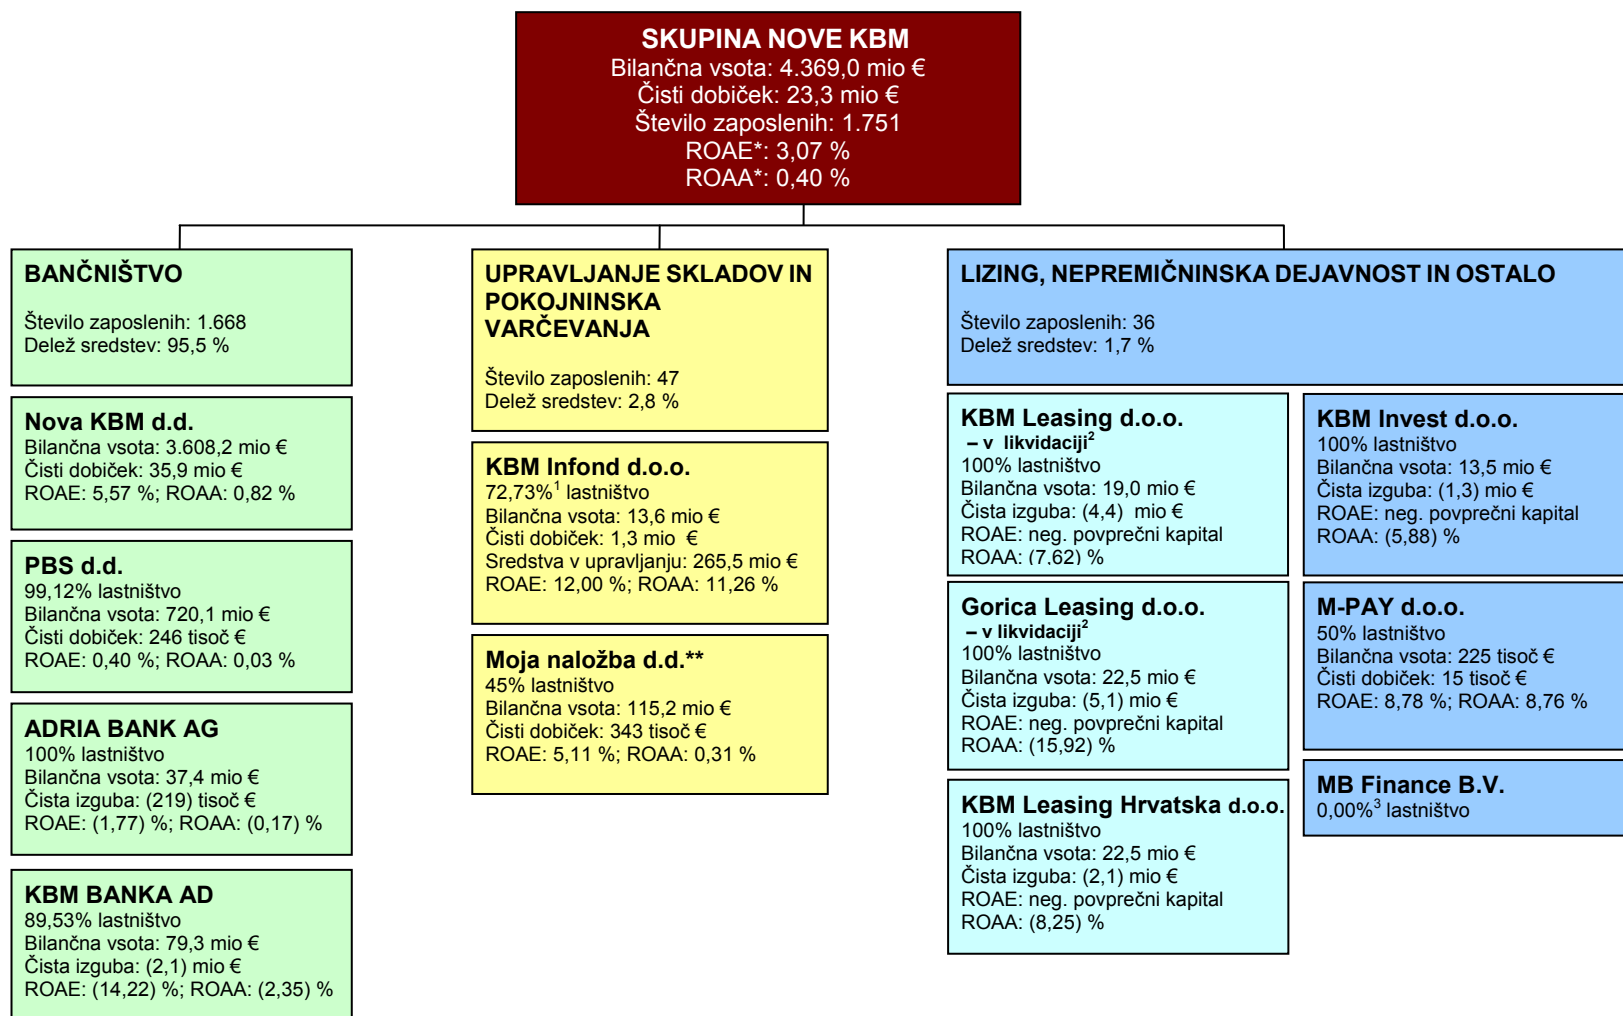 SKUPINA NOVE KBM
Bilančna vsota: 4.369,0 mio €
Čisti dobiček: 23,3 mio €
Število zaposlenih: 1.751
ROAE*: 3,07 %
ROAA*: 0,40 %
BANČNIŠTVO
Število zaposlenih: 1.668
Delež sredstev: 95,5 %
Nova KBM d.d.
Bilančna vsota: 3.608,2 mio €
Čisti dobiček: 35,9 mio €
ROAE: 5,57 %; ROAA: 0,82 %
PBS d.d.
99,12% lastništvo
Bilančna vsota: 720,1 mio €
Čisti dobiček: 246 tisoč €
ROAE: 0,40 %; ROAA: 0,03 %
ADRIA BANK AG
100% lastništvo
Bilančna vsota: 37,4 mio €
Čista izguba: (219) tisoč €
ROAE: (1,77) %; ROAA: (0,17) %
KBM BANKA AD
89,53% lastništvo
Bilančna vsota: 79,3 mio €
Čista izguba: (2,1) mio €
ROAE: (14,22) %; ROAA: (2,35) %
UPRAVLJANJE SKLADOV IN
POKOJNINSKA
VARČEVANJA
Število zaposlenih: 47
Delež sredstev: 2,8 %
KBM Infond d.o.o.
72,73%¹ lastništvo
Bilančna vsota: 13,6 mio €
Čisti dobiček: 1,3 mio €
Sredstva v upravljanju: 265,5 mio €
ROAE: 12,00 %; ROAA: 11,26 %
Moja naložba d.d.**
45% lastništvo
Bilančna vsota: 115,2 mio €
Čisti dobiček: 343 tisoč €
ROAE: 5,11 %; ROAA: 0,31 %
LIZING, NEPREMIČNINSKA DEJAVNOST IN OSTALO
Število zaposlenih: 36
Delež sredstev: 1,7 %
KBM Leasing d.o.o.
– v likvidaciji²
100% lastništvo
Bilančna vsota: 19,0 mio €
Čista izguba: (4,4) mio €
ROAE: neg. povprečni kapital
ROAA: (7,62) %
Gorica Leasing d.o.o.
– v likvidaciji²
100% lastništvo
Bilančna vsota: 22,5 mio €
Čista izguba: (5,1) mio €
ROAE: neg. povprečni kapital
ROAA: (15,92) %
KBM Leasing Hrvatska d.o.o.
100% lastništvo
Bilančna vsota: 22,5 mio €
Čista izguba: (2,1) mio €
ROAE: neg. povprečni kapital
ROAA: (8,25) %
KBM Invest d.o.o.
100% lastništvo
Bilančna vsota: 13,5 mio €
Čista izguba: (1,3) mio €
ROAE: neg. povprečni kapital
ROAA: (5,88) %
M-PAY d.o.o.
50% lastništvo
Bilančna vsota: 225 tisoč €
Čisti dobiček: 15 tisoč €
ROAE: 8,78 %; ROAA: 8,76 %
MB Finance B.V.
0,00%³ lastništvo